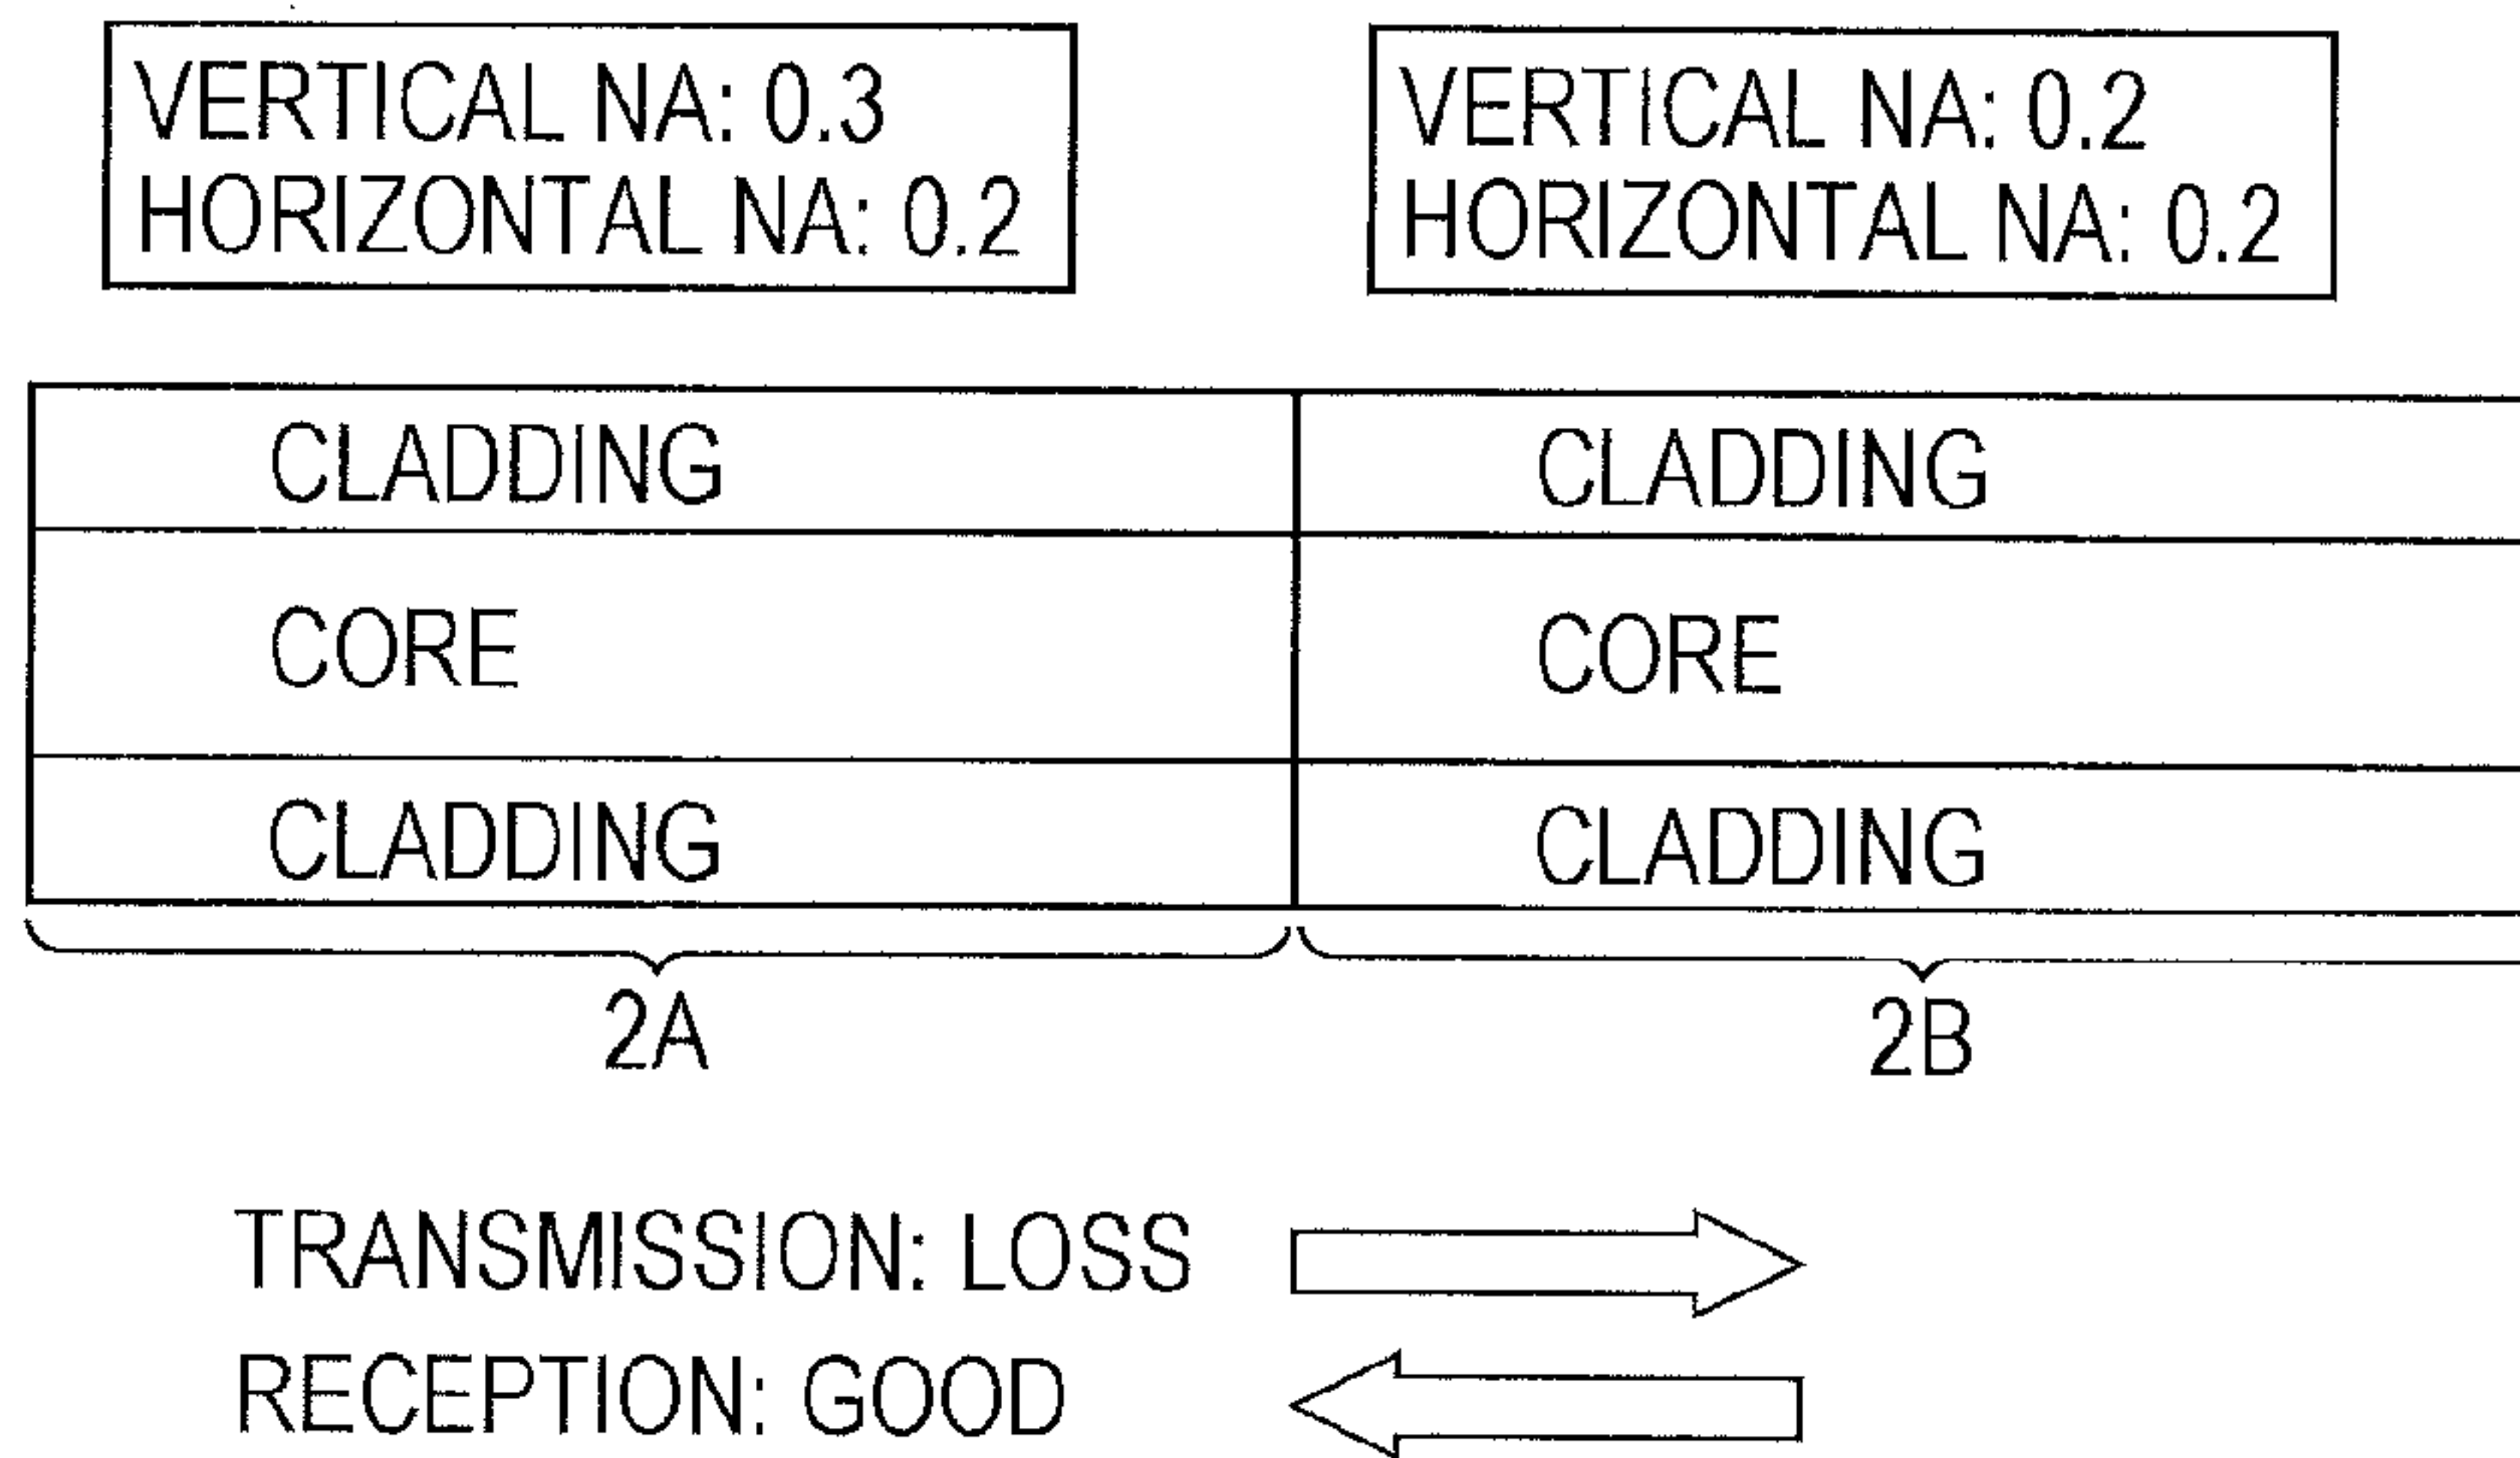 VERTICAL NA: 0.3
HORIZONTAL NA: 0.2
VERTICAL NA: 0.2
HORIZONTAL NA: 0.2
CLADDING
CLADDING
CORE
CORE
CLADDING
CLADDING
2A
2B
TRANSMISSION: LOSS
RECEPTION: GOOD